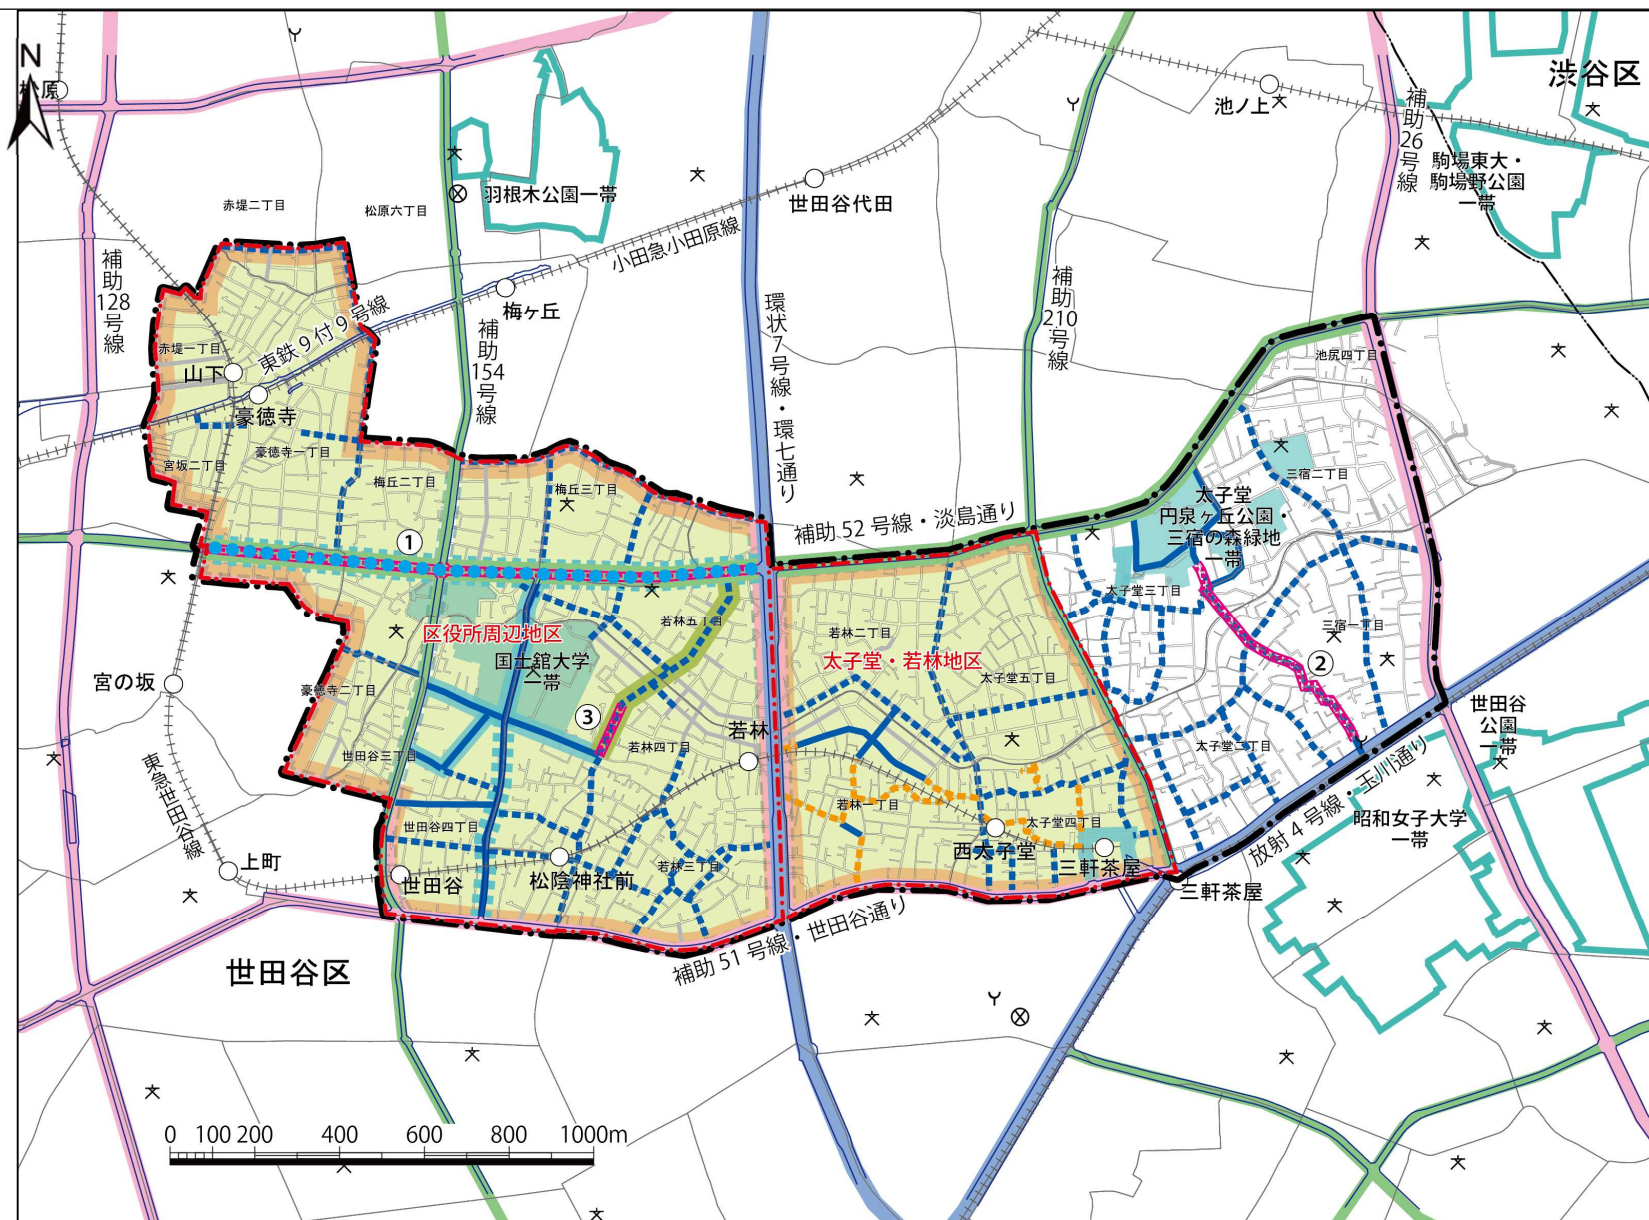 N
松原
渋谷区
池ノ上
補助26号線
駒場東大・
駒場野公園
一帯
羽根木公園一帯
世田谷代田
赤堤二丁目
松原六丁目
小田急小田原線
補助128号線
梅ヶ丘
補助154号線
環状7号線・環七通り
補助210号線
東鉄9付9号線
赤堤一丁目
山下
豪徳寺
池尻四丁目
宮坂二丁目
豪徳寺一丁目
梅丘二丁目
梅丘三丁目
三宿二丁目
太子堂
円泉ヶ丘公園・
三宿の森緑地
一帯
補助52号線・淡島通り
①
太子堂三丁目
三宿一丁目
②
区役所周辺地区
国士舘大学
一帯
若林五丁目
若林二丁目
太子堂・若林地区
太子堂五丁目
宮の坂
豪徳寺二丁目
③
若林四丁目
若林
世田谷三丁目
太子堂二丁目
世田谷
公園
一帯
東急世田谷線
世田谷四丁目
若林一丁目
太子堂四丁目
放射4号線・玉川通り
昭和女子大学
一帯
上町
世田谷
松陰神社前
若林三丁目
西太子堂
三軒茶屋
三軒茶屋
補助51号線・世田谷通り
世田谷区
0 100 200 400 600 800 1000m